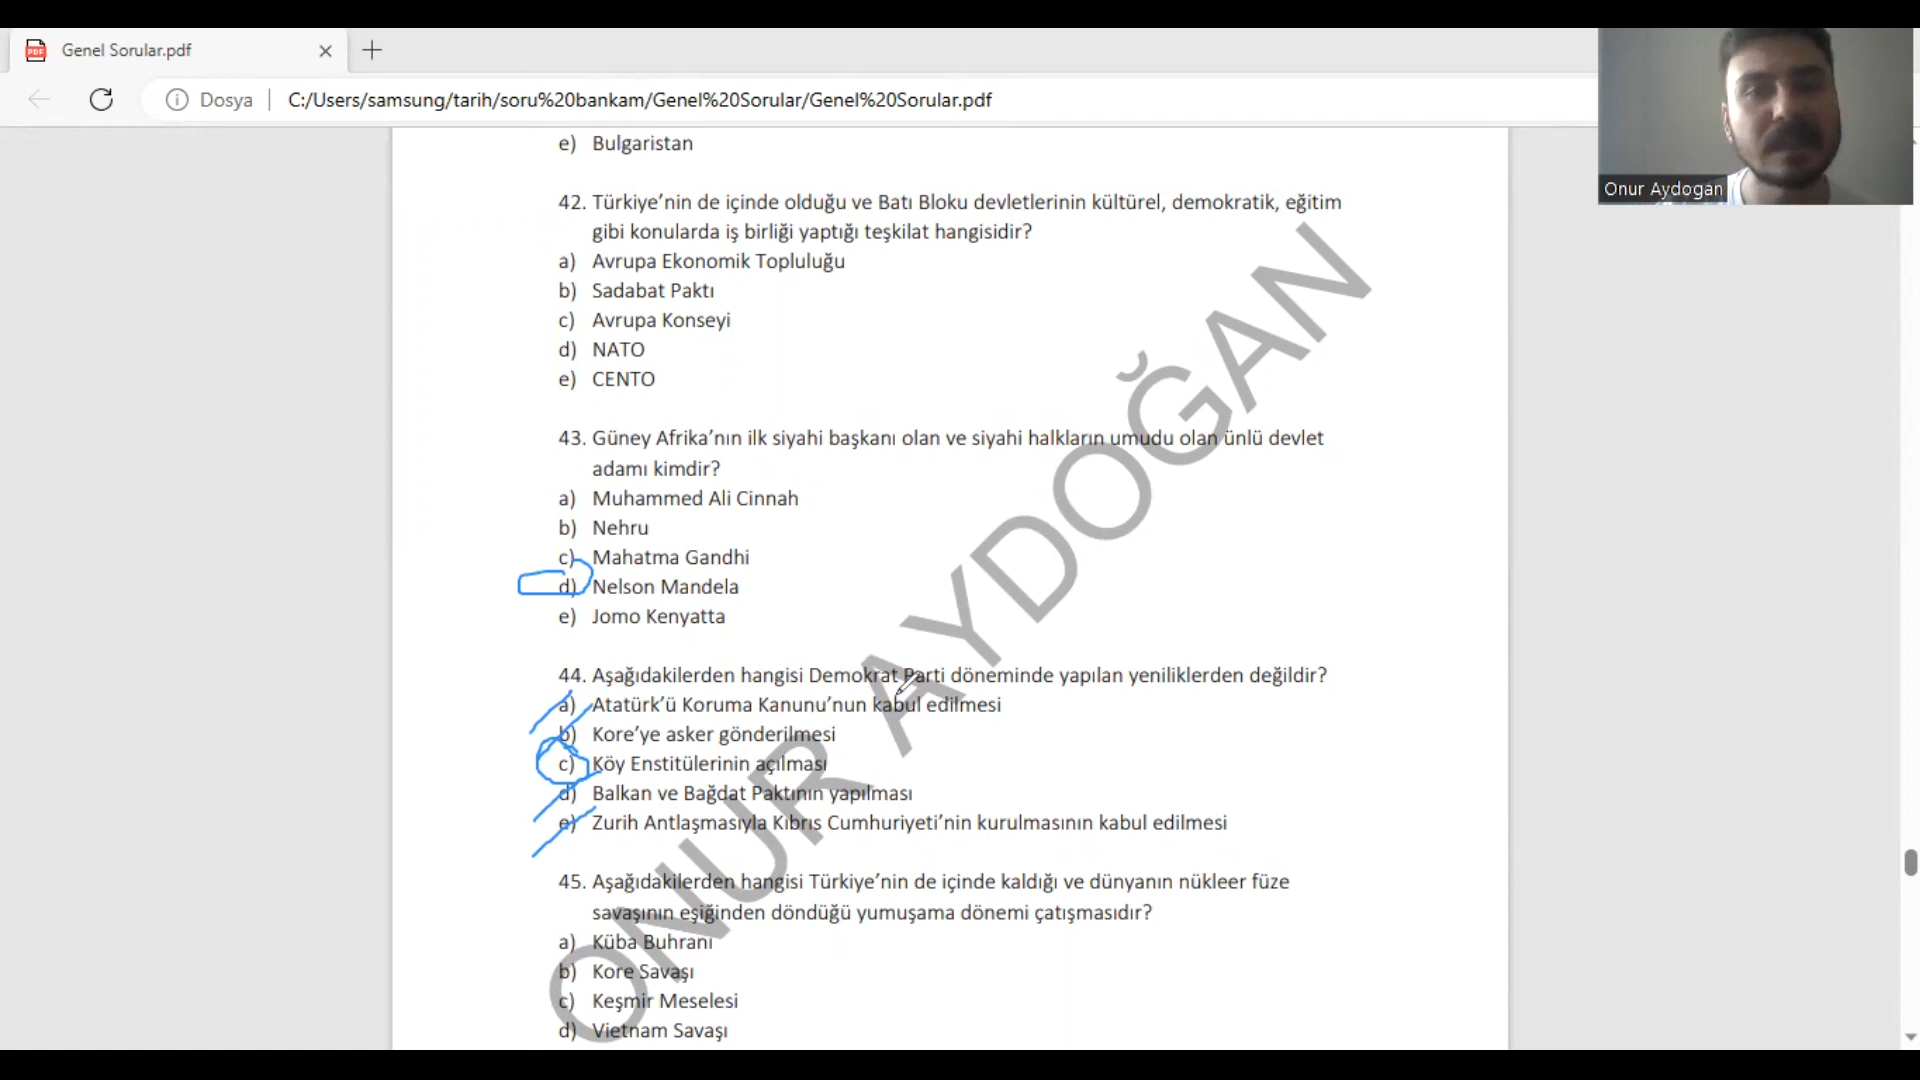 Genel Sorular.pdf
Dosya
C:/Users/samsung/tarih/soru%20bankam/Genel%20Sorular/Genel%20Sorular.pdf
Onur Aydogan
e) Bulgaristan
42. Türkiye’nin de içinde olduğu ve Batı Bloku devletlerinin kültürel, demokratik, eğitim
gibi konularda iş birliği yaptığı teşkilat hangisidir?
a) Avrupa Ekonomik Topluluğu
b) Sadabat Paktı
c) Avrupa Konseyi
d) NATO
e) CENTO
43. Güney Afrika’nın ilk siyahi başkanı olan ve siyahi halkların umudu olan ünlü devlet
adamı kimdir?
a) Muhammed Ali Cinnah
b) Nehru
c) Mahatma Gandhi
d) Nelson Mandela
e) Jomo Kenyatta
44. Aşağıdakilerden hangisi Demokrat Parti döneminde yapılan yeniliklerden değildir?
a) Atatürk’ü Koruma Kanunu’nun kabul edilmesi
b) Kore’ye asker gönderilmesi
c) Köy Enstitülerinin açılması
d) Balkan ve Bağdat Paktının yapılması
e) Zurih Antlaşmasıyla Kıbrıs Cumhuriyeti’nin kurulmasının kabul edilmesi
45. Aşağıdakilerden hangisi Türkiye’nin de içinde kaldığı ve dünyanın nükleer füze
savaşının eşiğinden döndüğü yumuşama dönemi çatışmasıdır?
a) Küba Buhranı
b) Kore Savaşı
c) Keşmir Meselesi
d) Vietnam Savaşı
ONUR AYDOĞAN